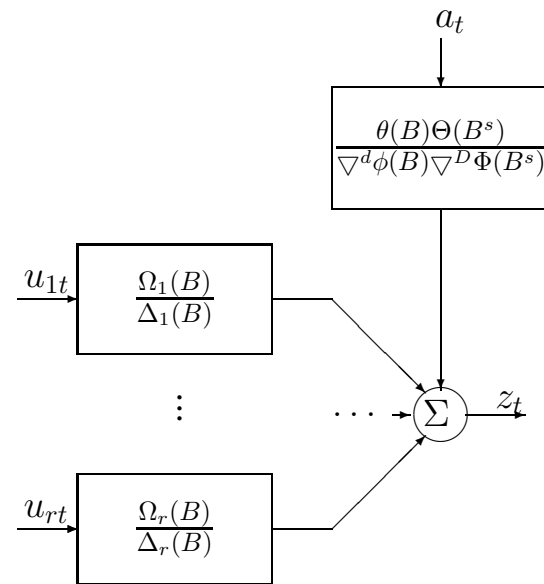 a_t
θ(B)Θ(B^s)
▽^d ϕ(B)▽^D Φ(B^s)
u_{1t}
Ω_1(B)
Δ_1(B)
⋮
⋯
Σ
z_t
u_{rt}
Ω_r(B)
Δ_r(B)